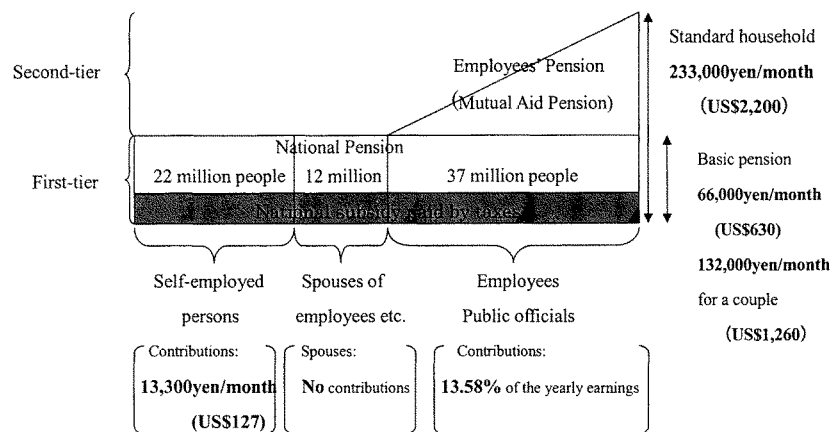 Second-tier
Employees' Pension
(Mutual Aid Pension)
Standard household
233,000yen/month
(US$2,200)
First-tier
National Pension
22 million people
12 million
37 million people
National subsidy paid by taxes
Basic pension
66,000yen/month
(US$630)
132,000yen/month
for a couple
(US$1,260)
Self-employed
persons
Spouses of
employees etc.
Employees
Public officials
Contributions:
13,300yen/month
(US$127)
Spouses:
No contributions
Contributions:
13.58% of the yearly earnings